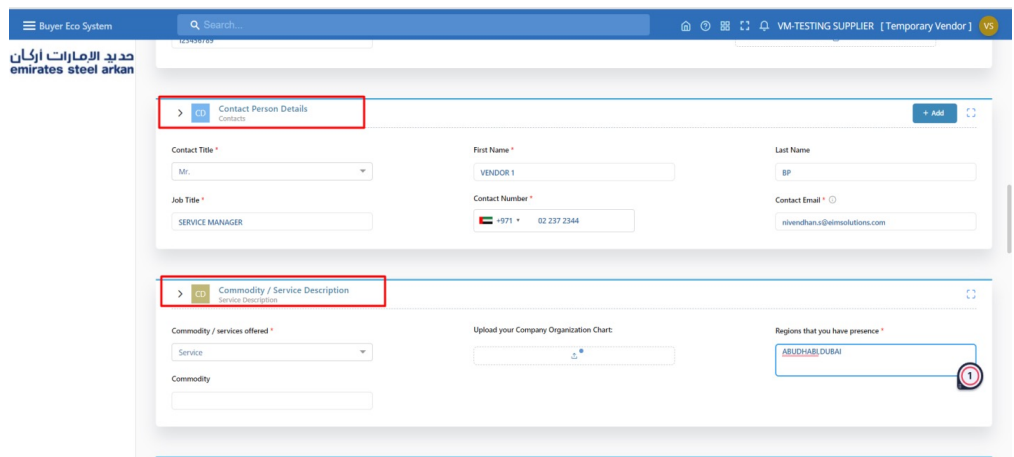 Buyer Eco System
Search...
VM-TESTING SUPPLIER [ Temporary Vendor ]
VS
حديد الإمارات أركان
emirates steel arkan
123456789
CD
Contact Person Details
Contacts
+ Add
Contact Title *
First Name *
Last Name
Mr.
VENDOR 1
BP
Job Title *
Contact Number *
Contact Email *
SERVICE MANAGER
+971
02 237 2344
nivendhan.s@eimsolutions.com
CD
Commodity / Service Description
Service Description
Commodity / services offered *
Upload your Company Organization Chart:
Regions that you have presence *
Service
ABUDHABI,DUBAI
Commodity
1